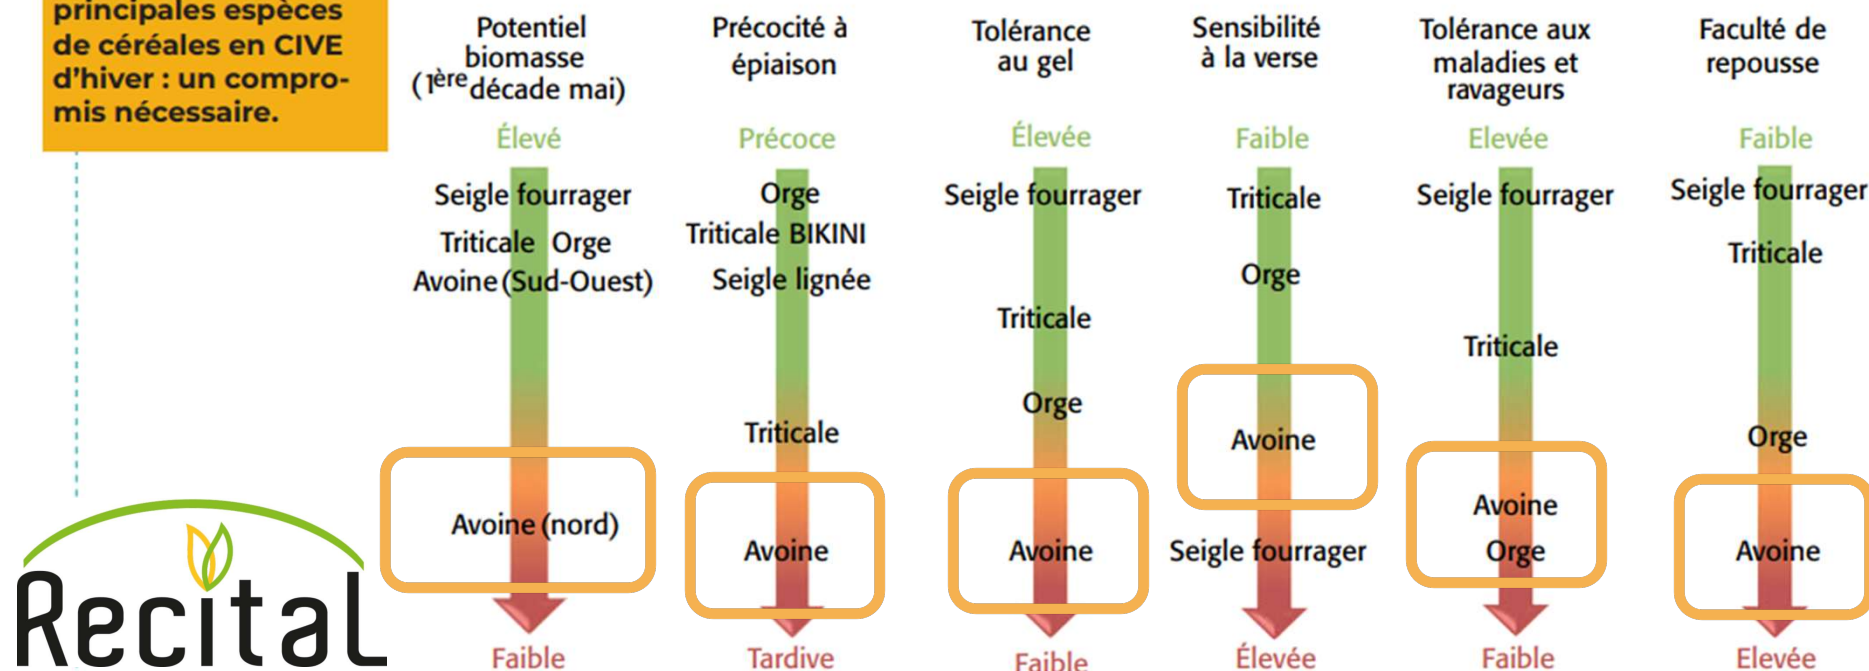 principales espèces
de céréales en CIVE
d’hiver : un compro-
mis nécessaire.
Potentiel
biomasse
(1ère décade mai)
Élevé
Seigle fourrager
Triticale Orge
Avoine (Sud-Ouest)
Avoine (nord)
Faible
Précocité à
épiaison
Précoce
Orge
Triticale BIKINI
Seigle lignée
Triticale
Avoine
Tardive
Tolérance
au gel
Élevée
Seigle fourrager
Triticale
Orge
Avoine
Faible
Sensibilité
à la verse
Faible
Triticale
Orge
Avoine
Seigle fourrager
Élevée
Tolérance aux
maladies et
ravageurs
Elevée
Seigle fourrager
Triticale
Avoine
Orge
Faible
Faculté de
repousse
Faible
Seigle fourrager
Triticale
Orge
Avoine
Elevée
Recital